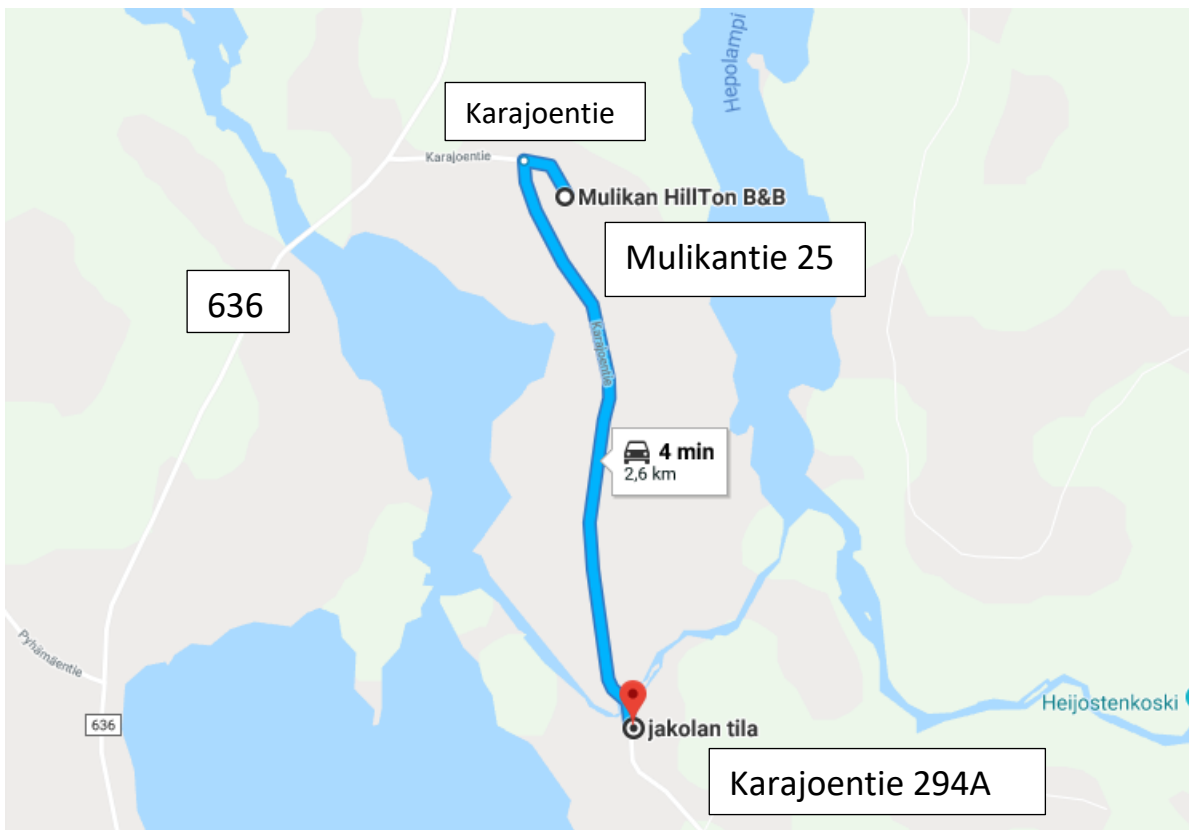 Hepolampi
Karajoentie
Karajoentie
Mulikan HillTon B&B
Mulikantie 25
636
Karajoentie
4 min
2,6 km
Pyhämäentie
636
Heijostenkoski
jakolan tila
Karajoentie 294A